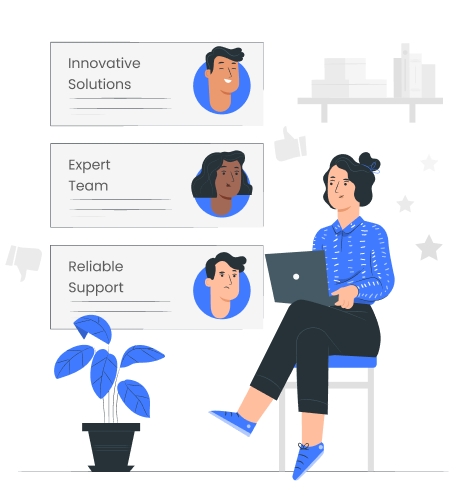 Innovative
Solutions
Expert
Team
Reliable
Support